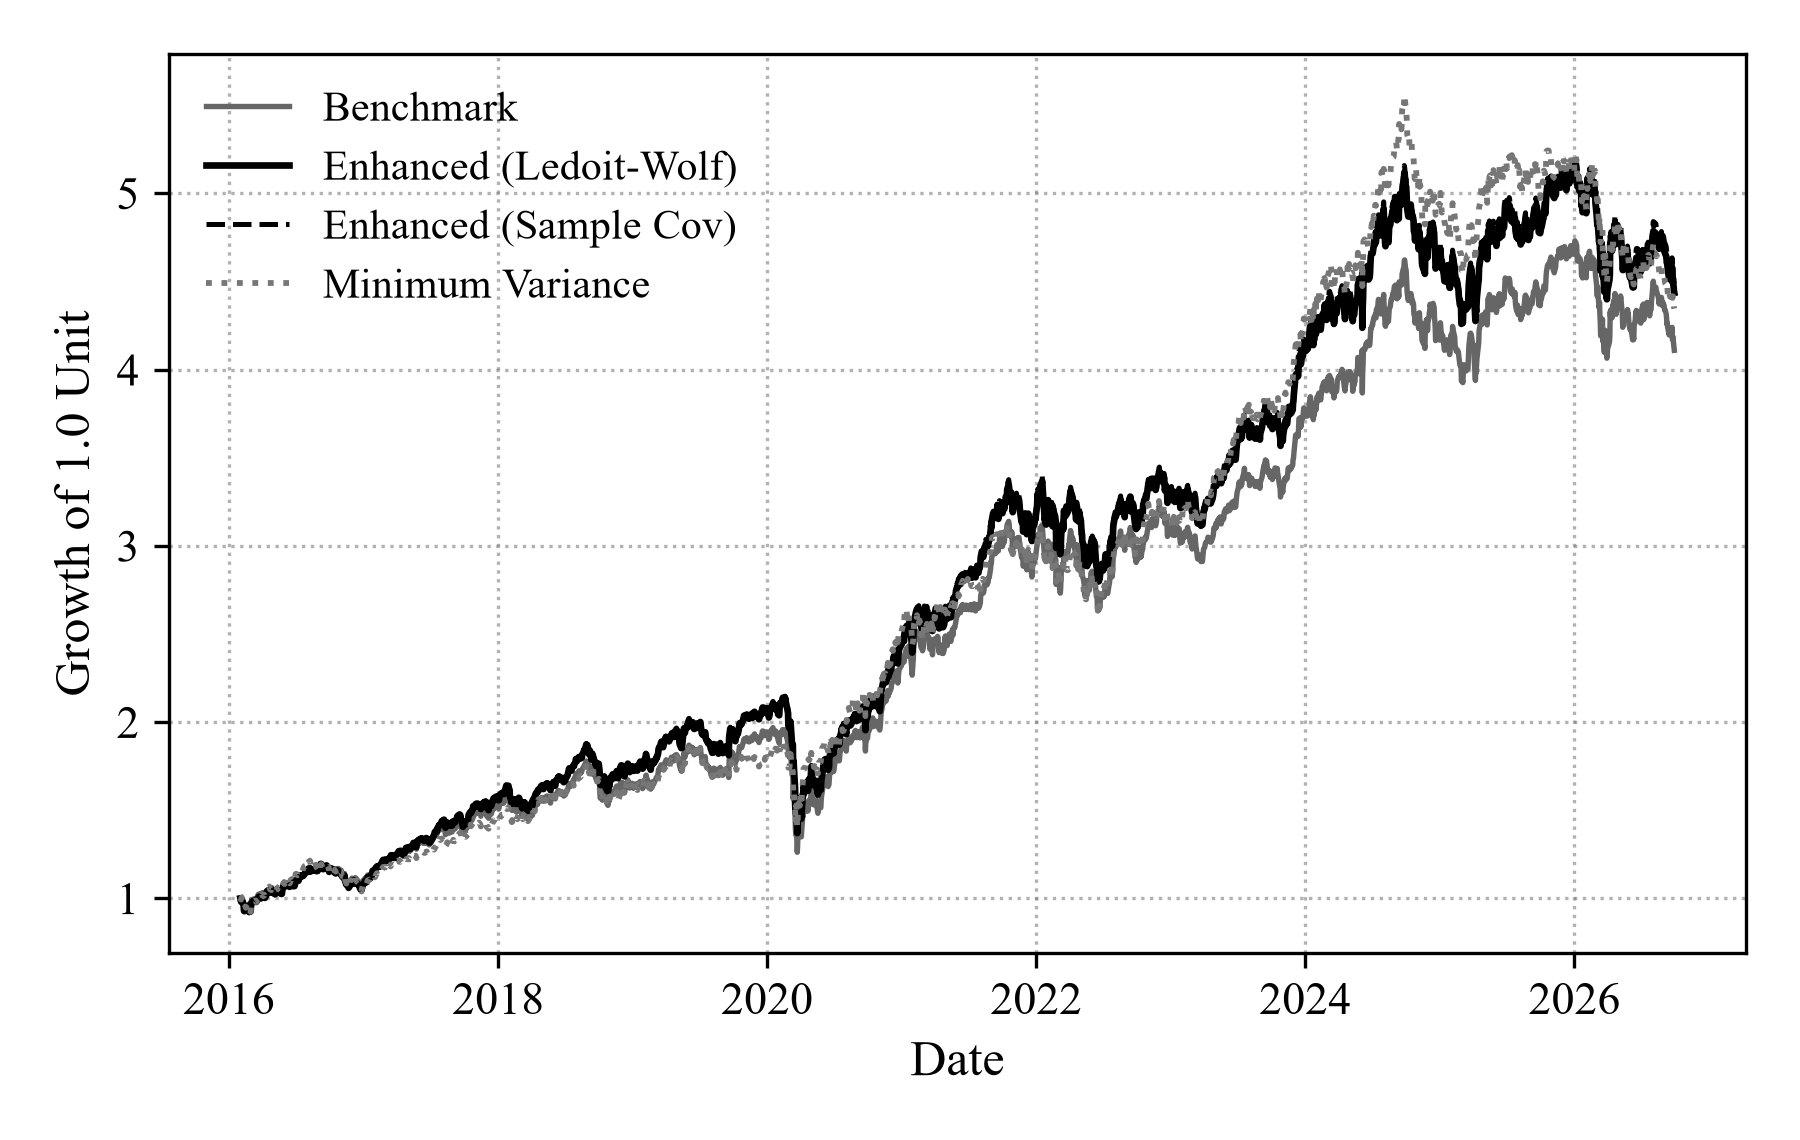 Benchmark
Enhanced (Ledoit-Wolf)
Enhanced (Sample Cov)
Minimum Variance
Growth of 1.0 Unit
5
4
3
2
1
2016 2018 2020 2022 2024 2026
Date